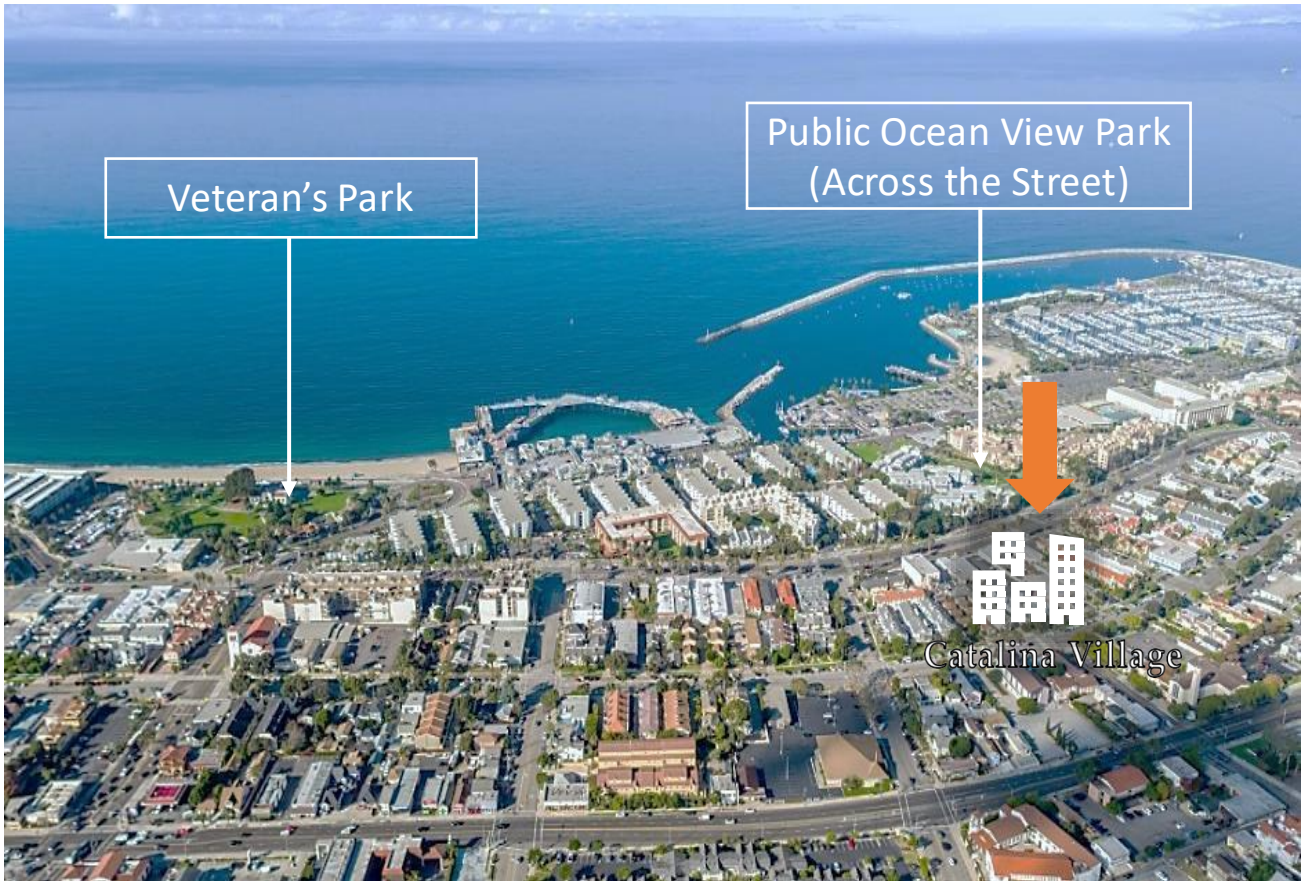 Veteran’s Park
Public Ocean View Park
(Across the Street)
Catalina Village